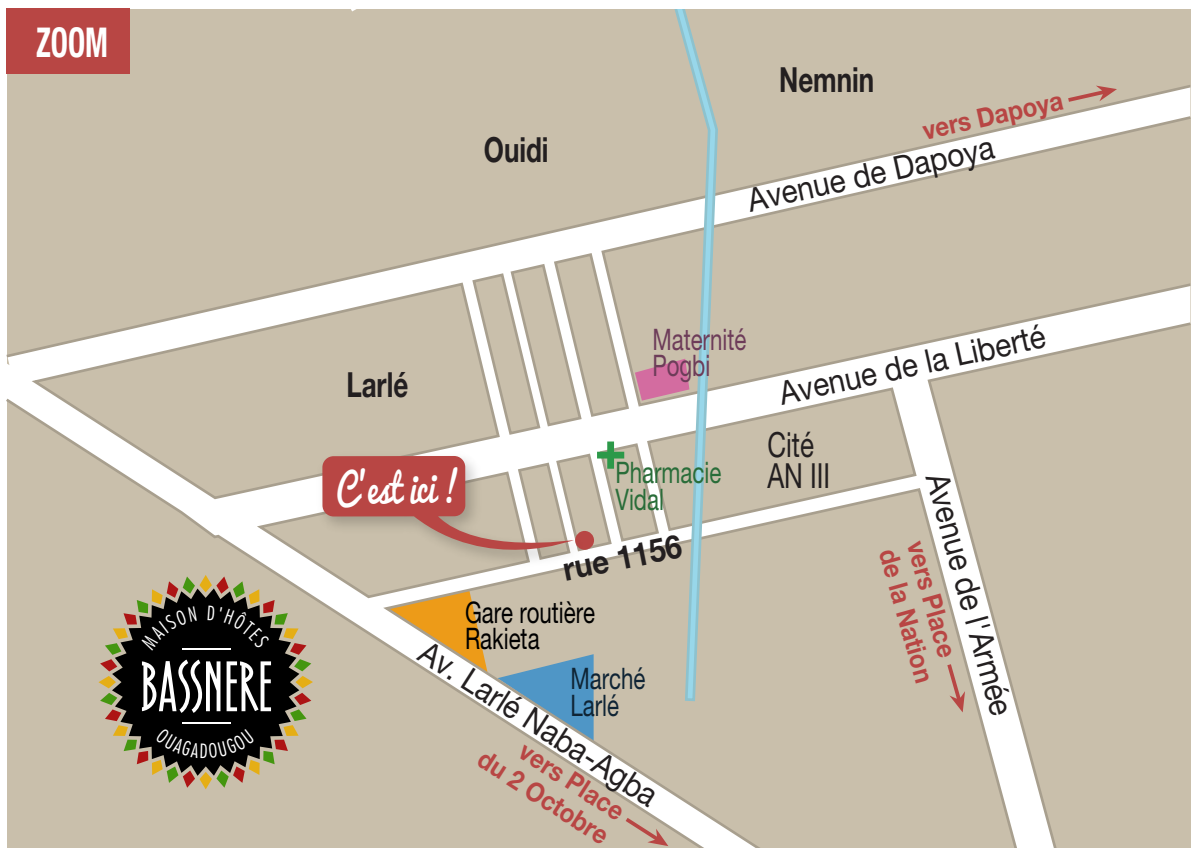 ZOOM
Nemnin
vers Dapoya
Ouidi
Avenue de Dapoya
Maternité
Pogbi
Avenue de la Liberté
Larlé
Cité
AN III
C'est ici !
Pharmacie
Vidal
rue 1156
Avenue de l'Armée
vers Place
de la Nation
Gare routière
Rakieta
Marché
Larlé
Av. Larlé Naba-Agba
vers Place
du 2 Octobre
MAISON D'HÔTES
BASSNERE
OUAGADOUGOU